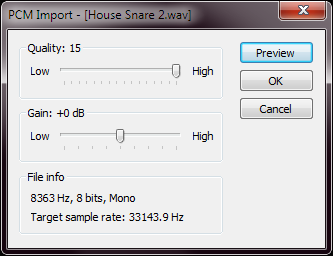 PCM Import - [House Snare 2.wav]
Quality: 15
Low High
Preview
OK
Cancel
Gain: +0 dB
Low High
File info
8363 Hz, 8 bits, Mono
Target sample rate: 33143.9 Hz